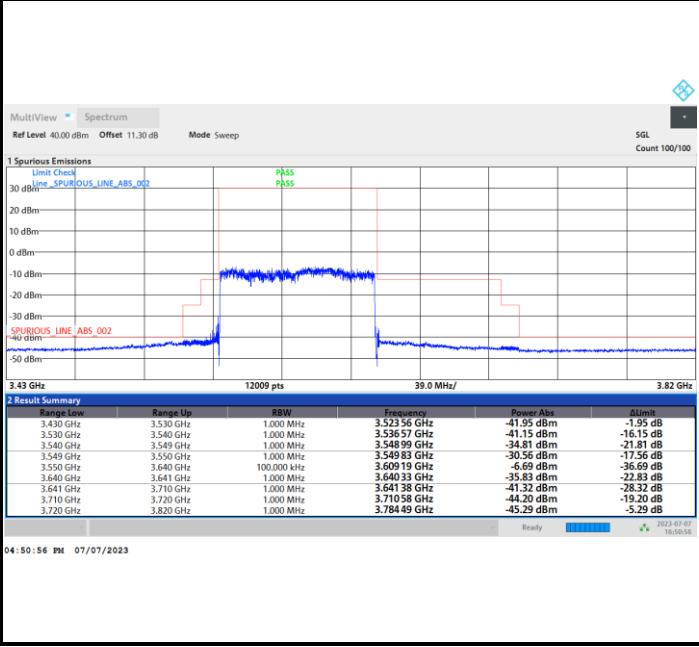 MultiView
Spectrum
Ref Level 40.00 dBm Offset 11.30 dB Mode Sweep SGL
Count 100/100
1 Spurious Emissions
Limit Check PASS
Line _SPURIOUS_LINE_ABS_002 PASS
30 dBm
20 dBm
10 dBm
0 dBm
-10 dBm
-20 dBm
-30 dBm
SPURIOUS_LINE_ABS_002
-40 dBm
-50 dBm
3.43 GHz 12009 pts 39.0 MHz/ 3.82 GHz
2 Result Summary
Range Low Range Up RBW Frequency Power Abs ΔLimit
3.430 GHz 3.530 GHz 1.000 MHz 3.523 56 GHz -41.95 dBm -1.95 dB
3.530 GHz 3.540 GHz 1.000 MHz 3.536 57 GHz -41.15 dBm -16.15 dB
3.540 GHz 3.549 GHz 1.000 MHz 3.548 99 GHz -34.81 dBm -21.81 dB
3.549 GHz 3.550 GHz 1.000 MHz 3.549 83 GHz -30.56 dBm -17.56 dB
3.550 GHz 3.640 GHz 100.000 kHz 3.609 19 GHz -6.69 dBm -36.69 dB
3.640 GHz 3.641 GHz 1.000 MHz 3.640 33 GHz -35.83 dBm -22.83 dB
3.641 GHz 3.710 GHz 1.000 MHz 3.641 38 GHz -41.32 dBm -28.32 dB
3.710 GHz 3.720 GHz 1.000 MHz 3.710 58 GHz -44.20 dBm -19.20 dB
3.720 GHz 3.820 GHz 1.000 MHz 3.784 49 GHz -45.29 dBm -5.29 dB
Ready 2023-07-07
16:50:56
04:50:56 PM 07/07/2023